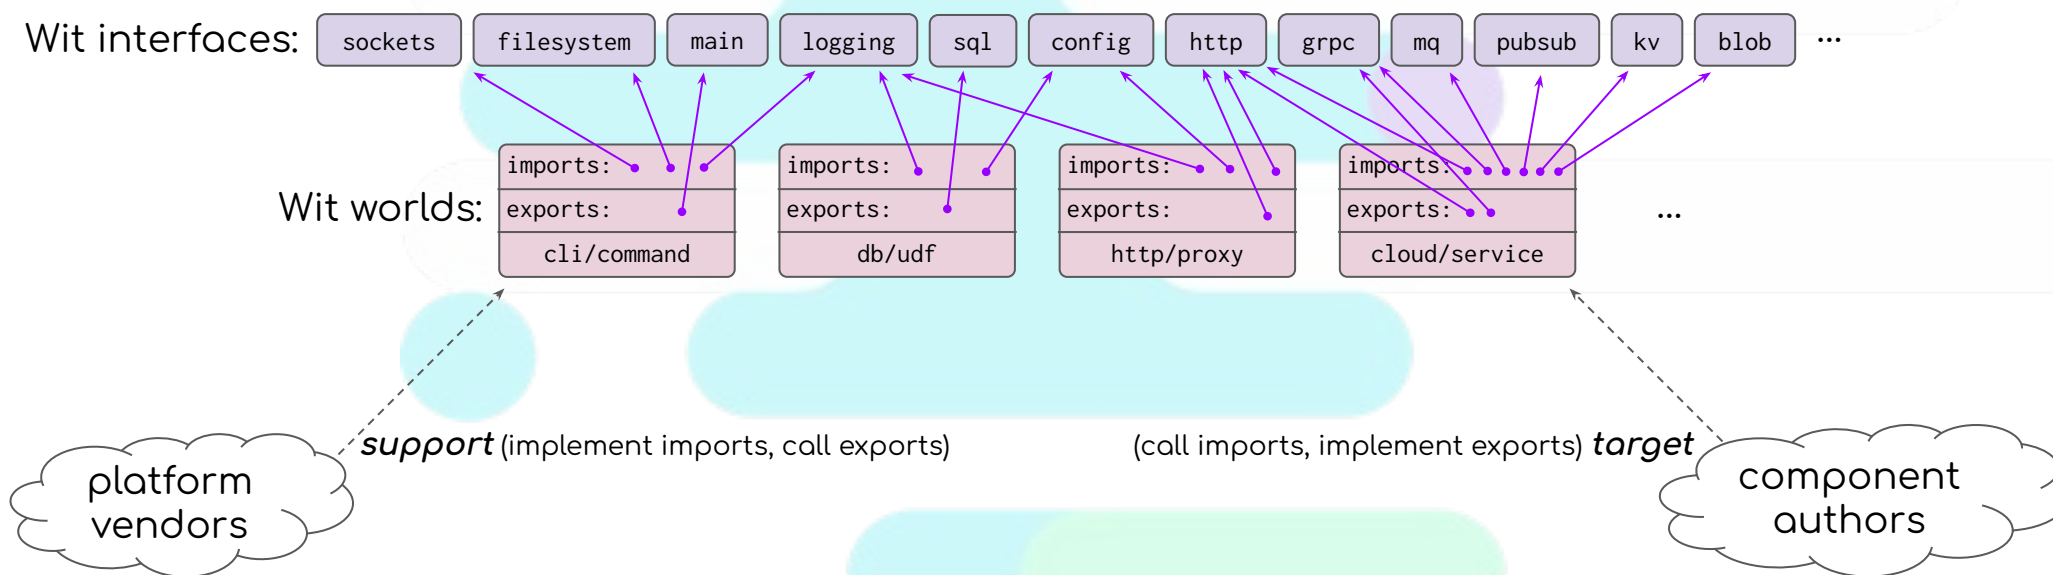 Wit interfaces: sockets filesystem main logging sql config http grpc mq pubsub kv blob ...
imports: imports: imports: imports:
Wit worlds: exports: exports: exports: exports: ...
cli/command db/udf http/proxy cloud/service
support (implement imports, call exports) (call imports, implement exports) target
platform vendors
component authors